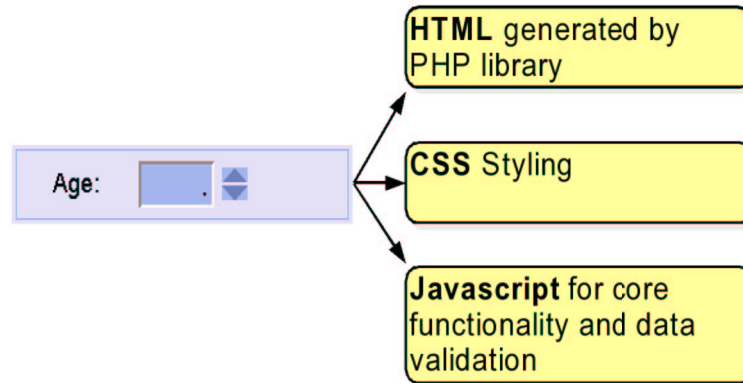 HTML generated by
PHP library
Age:
.
CSS Styling
Javascript for core
functionality and data
validation